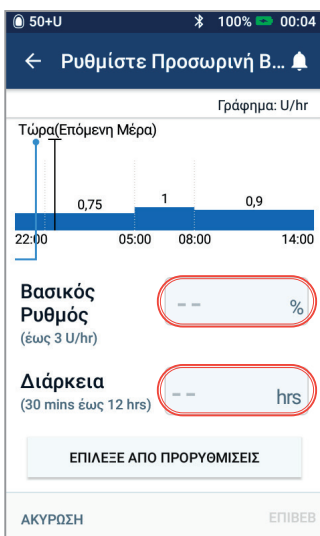 50+U 100% 00:04
Ρυθμίστε Προσωρινή Β...
Γράφημα: U/hr
Τώρα(Επόμενη Μέρα)
0,75 1 0,9
22:00 05:00 08:00 14:00
Βασικός
Ρυθμός
(έως 3 U/hr)
-- %
Διάρκεια
(30 mins έως 12 hrs)
-- hrs
ΕΠΙΛΕΞΕ ΑΠΟ ΠΡΟΡΥΘΜΙΣΕΙΣ
ΑΚΥΡΩΣΗ ΕΠΙΒΕΒ